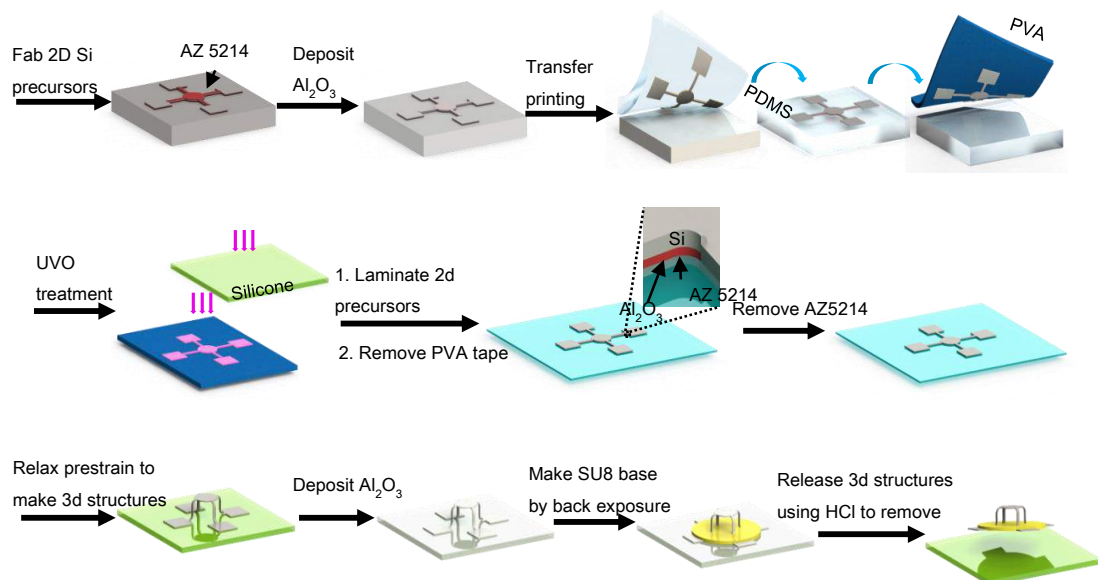 Fab 2D Si
precursors
AZ 5214
Deposit
Al2O3
Transfer
printing
PDMS
PVA
UVO
treatment
Silicone
1. Laminate 2d
precursors
2. Remove PVA tape
Si
AZ 5214
Al2O3
Remove AZ5214
Relax prestrain to
make 3d structures
Deposit Al2O3
Make SU8 base
by back exposure
Release 3d structures
using HCl to remove